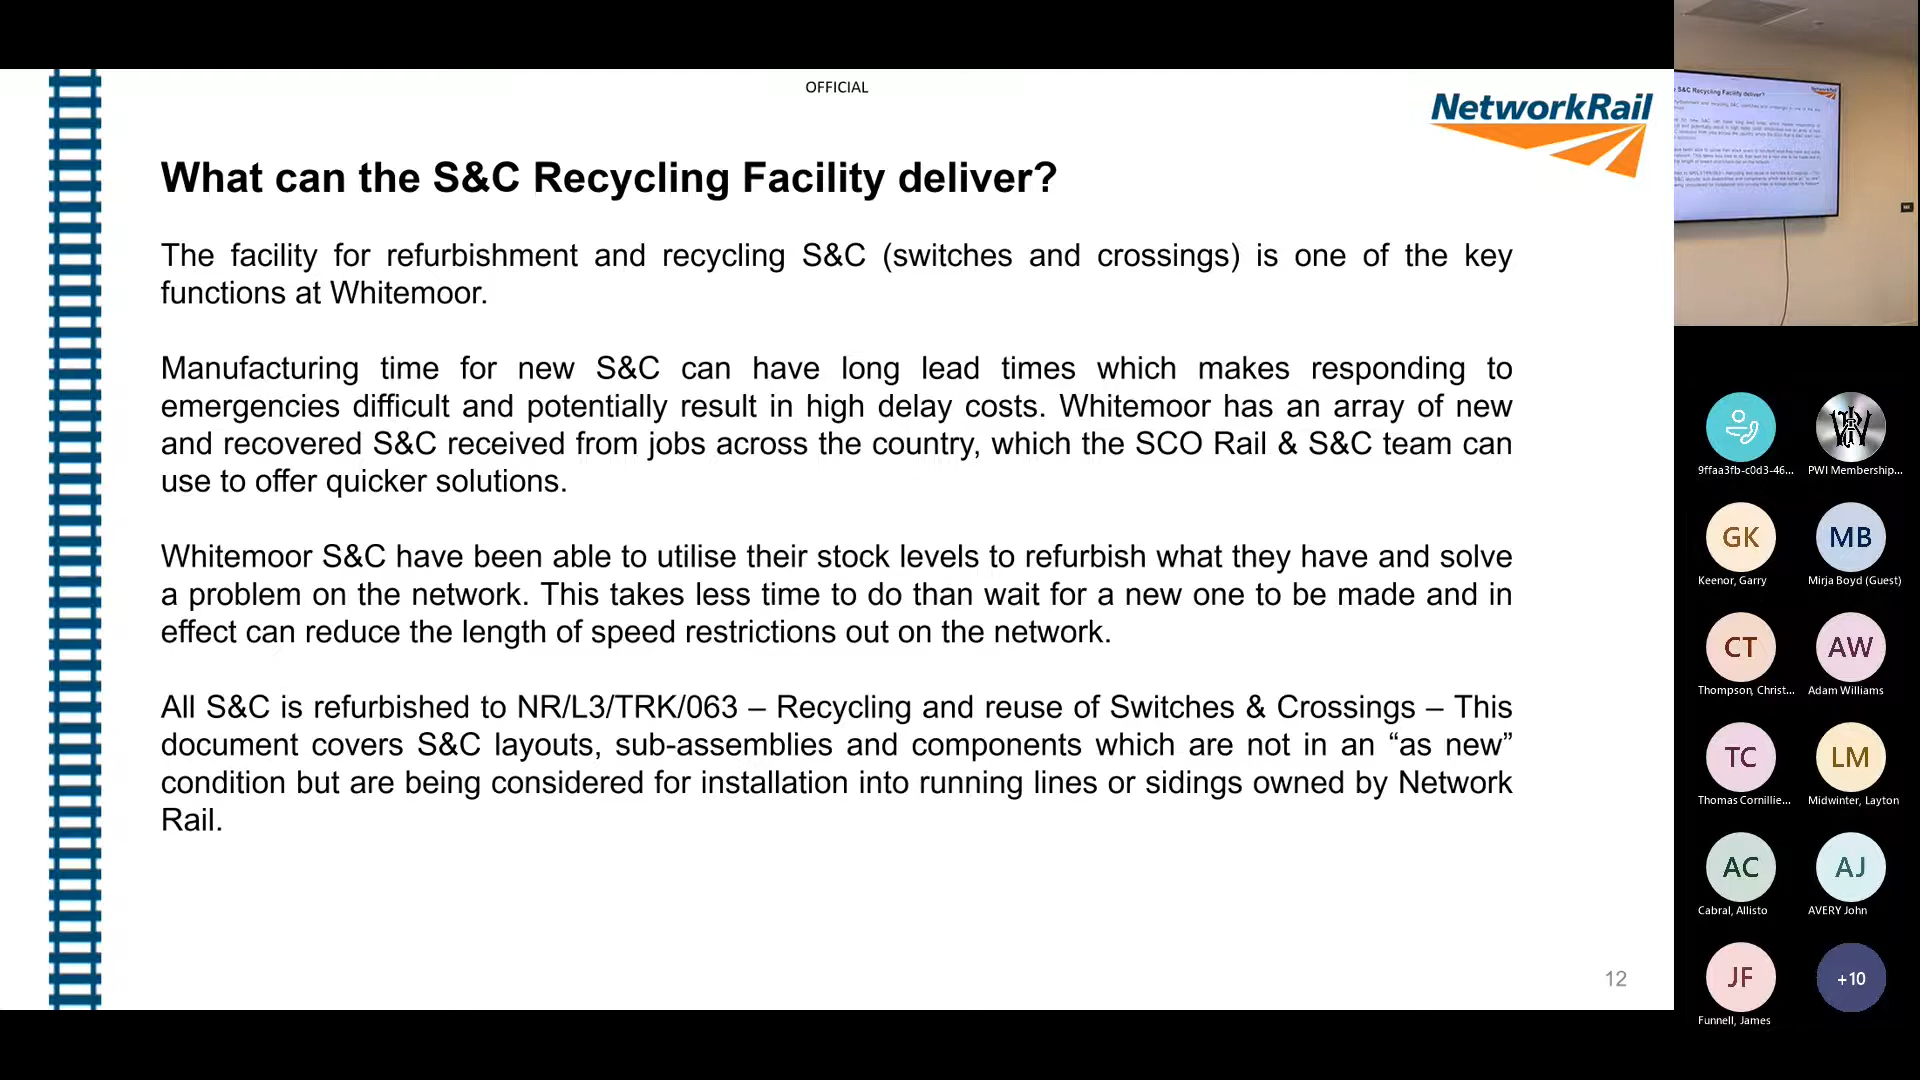 OFFICIAL
NetworkRail
What can the S&C Recycling Facility deliver?
The facility for refurbishment and recycling S&C (switches and crossings) is one of the key
functions at Whitemoor.
Manufacturing time for new S&C can have long lead times which makes responding to
emergencies difficult and potentially result in high delay costs. Whitemoor has an array of new
and recovered S&C received from jobs across the country, which the SCO Rail & S&C team can
use to offer quicker solutions.
Whitemoor S&C have been able to utilise their stock levels to refurbish what they have and solve
a problem on the network. This takes less time to do than wait for a new one to be made and in
effect can reduce the length of speed restrictions out on the network.
All S&C is refurbished to NR/L3/TRK/063 – Recycling and reuse of Switches & Crossings – This
document covers S&C layouts, sub-assemblies and components which are not in an “as new”
condition but are being considered for installation into running lines or sidings owned by Network
Rail.
12
S&C Recycling Facility deliver?
NetworkRail
9ffaa3fb-c0d3-46...
PWI Membership...
GK
Keenor, Garry
MB
Mirja Boyd (Guest)
CT
Thompson, Christ...
AW
Adam Williams
TC
Thomas Cornillie...
LM
Midwinter, Layton
AC
Cabral, Allisto
AJ
AVERY John
JF
Funnell, James
+10